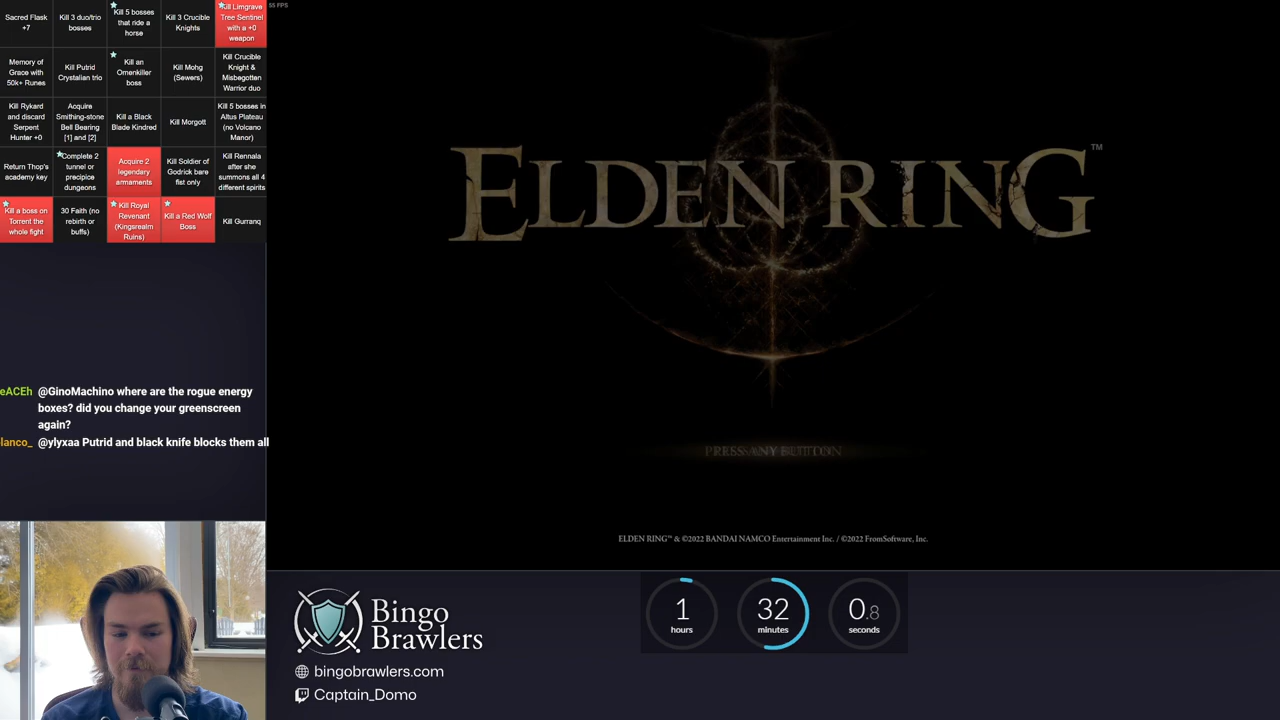 Sacred Flask
+7
Kill 3 duo/trio
bosses
Kill 5 bosses
that ride a
horse
Kill 3 Crucible
Knights
Kill Limgrave
Tree Sentinel
with a +0
weapon
Memory of
Grace with
50k+ Runes
Kill Putrid
Crystalian trio
Kill an
Omenkiller
boss
Kill Mohg
(Sewers)
Kill Crucible
Knight &
Misbegotten
Warrior duo
Kill Rykard
and discard
Serpent
Hunter +0
Acquire
Smithing-stone
Bell Bearing
[1] and [2]
Kill a Black
Blade Kindred
Kill Morgott
Kill 5 bosses in
Altus Plateau
(no Volcano
Manor)
Return Thop's
academy key
Complete 2
tunnel or
precipice
dungeons
Acquire 2
legendary
armaments
Kill Soldier of
Godrick bare
fist only
Kill Rennala
after she
summons all 4
different spirits
Kill a boss on
Torrent the
whole fight
30 Faith (no
rebirth or
buffs)
Kill Royal
Revenant
(Kingsrealm
Ruins)
Kill a Red Wolf
Boss
Kill Gurranq
55 FPS
ELDEN RING
TM
PRESS ANY BUTTON
ELDEN RING™ & ©2022 BANDAI NAMCO Entertainment Inc. / ©2022 FromSoftware, Inc.
eACEh @GinoMachino where are the rogue energy
boxes? did you change your greenscreen
again?
lanco_ @ylyxaa Putrid and black knife blocks them all
Bingo
Brawlers
bingobrawlers.com
Captain_Domo
1
hours
32
minutes
0.8
seconds